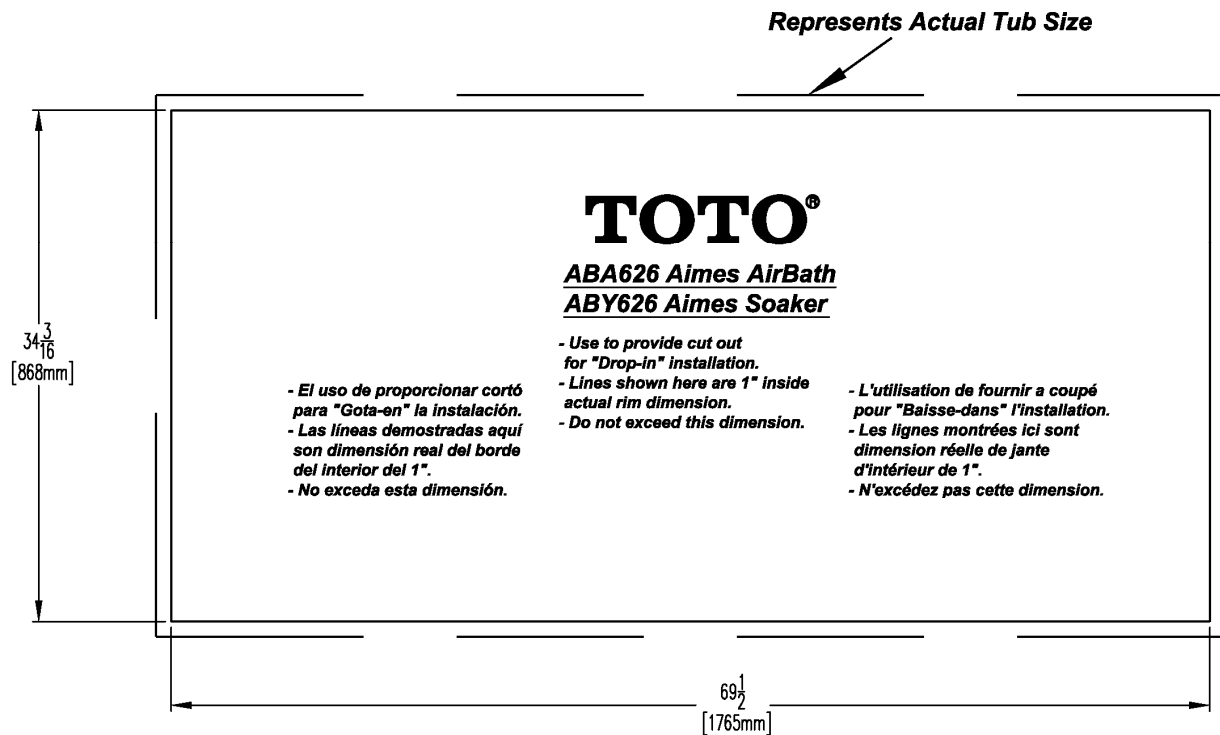 Represents Actual Tub Size
TOTO®
ABA626 Aimes AirBath
ABY626 Aimes Soaker
- Use to provide cut out
for "Drop-in" installation.
- Lines shown here are 1" inside
actual rim dimension.
- Do not exceed this dimension.
- El uso de proporcionar cortó
para "Gota-en" la instalación.
- Las líneas demostradas aquí
son dimensión real del borde
del interior del 1".
- No exceda esta dimensión.
- L'utilisation de fournir a coupé
pour "Baisse-dans" l'installation.
- Les lignes montrées ici sont
dimension réelle de jante
d'intérieur de 1".
- N'excédez pas cette dimension.
34 3/16
[868mm]
69 1/2
[1765mm]